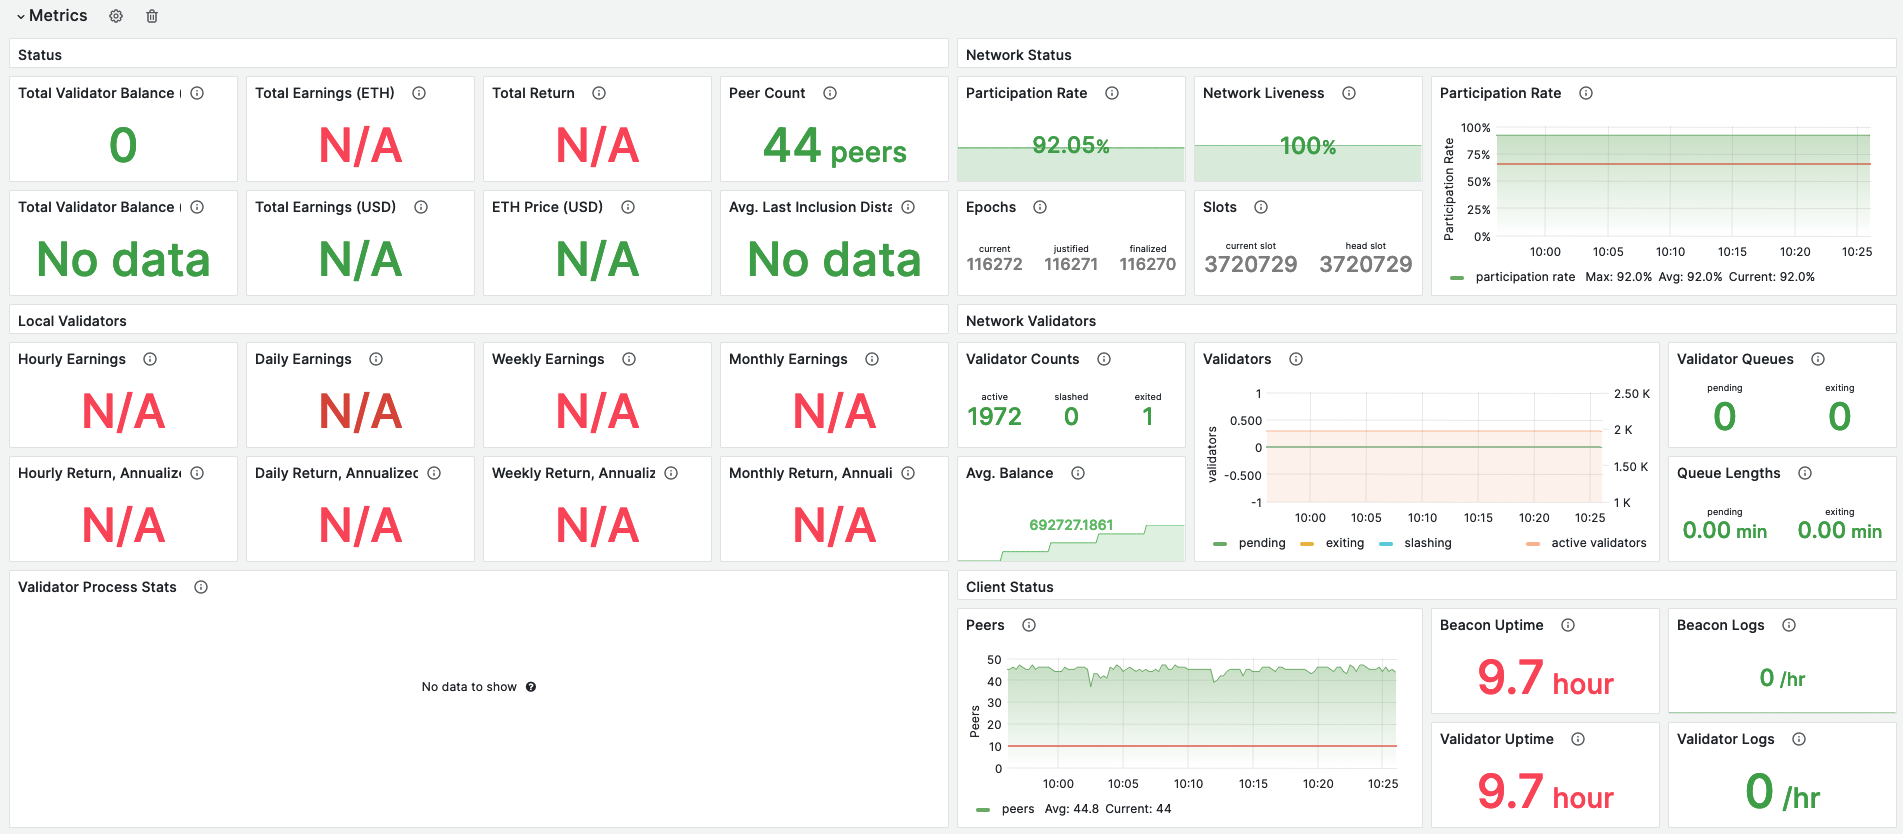 Metrics
Status
Total Validator Balance (
0
Total Earnings (ETH)
N/A
Total Return
N/A
Peer Count
44 peers
Total Validator Balance (
No data
Total Earnings (USD)
N/A
ETH Price (USD)
N/A
Avg. Last Inclusion Dista
No data
Network Status
Participation Rate
92.05%
Network Liveness
100%
Epochs
current justified finalized
116272 116271 116270
Slots
current slot head slot
3720729 3720729
Participation Rate
Participation Rate
100%
75%
50%
25%
0%
10:00 10:05 10:10 10:15 10:20 10:25
participation rate Max: 92.0% Avg: 92.0% Current: 92.0%
Local Validators
Hourly Earnings
N/A
Daily Earnings
N/A
Weekly Earnings
N/A
Monthly Earnings
N/A
Hourly Return, Annualize
N/A
Daily Return, Annualized
N/A
Weekly Return, Annualiz
N/A
Monthly Return, Annuali
N/A
Network Validators
Validator Counts
active slashed exited
1972 0 1
Avg. Balance
692727.1861
Validators
validators
1
0.500
0
-0.500
-1
2.50 K
2 K
1.50 K
1 K
10:00 10:05 10:10 10:15 10:20 10:25
pending exiting slashing active validators
Validator Queues
pending exiting
0 0
Queue Lengths
pending exiting
0.00 min 0.00 min
Validator Process Stats
No data to show
Client Status
Peers
Peers
50
40
30
20
10
0
10:00 10:05 10:10 10:15 10:20 10:25
peers Avg: 44.8 Current: 44
Beacon Uptime
9.7 hour
Beacon Logs
0 /hr
Validator Uptime
9.7 hour
Validator Logs
0 /hr